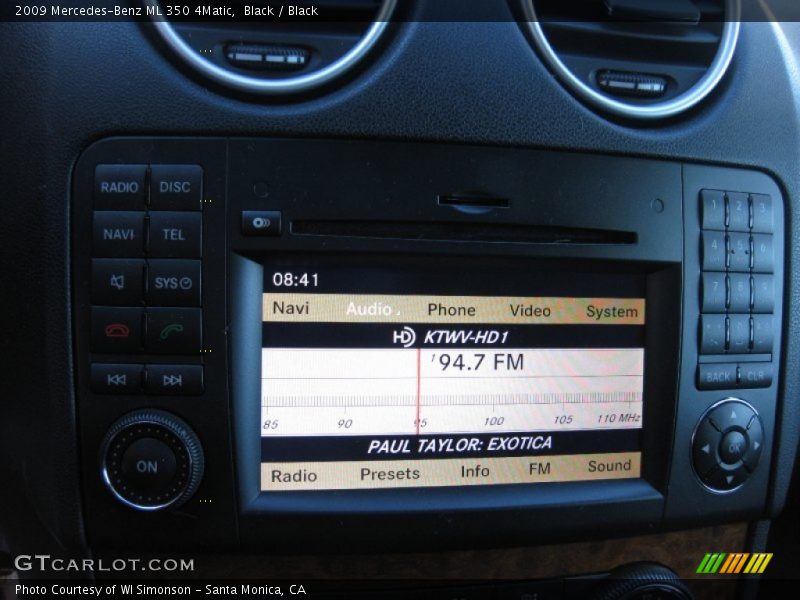 2009 Mercedes-Benz ML 350 4Matic, Black / Black
RADIO DISC
NAVI TEL
SYS
ON
08:41
Navi Audio Phone Video System
HD KTWV-HD1
94.7 FM
85 90 95 100 105 110 MHz
PAUL TAYLOR: EXOTICA
Radio Presets Info FM Sound
1 2 3
4 5 6
7 8 9
BACK CLR
OK
GTCARLOT.COM
Photo Courtesy of WI Simonson - Santa Monica, CA